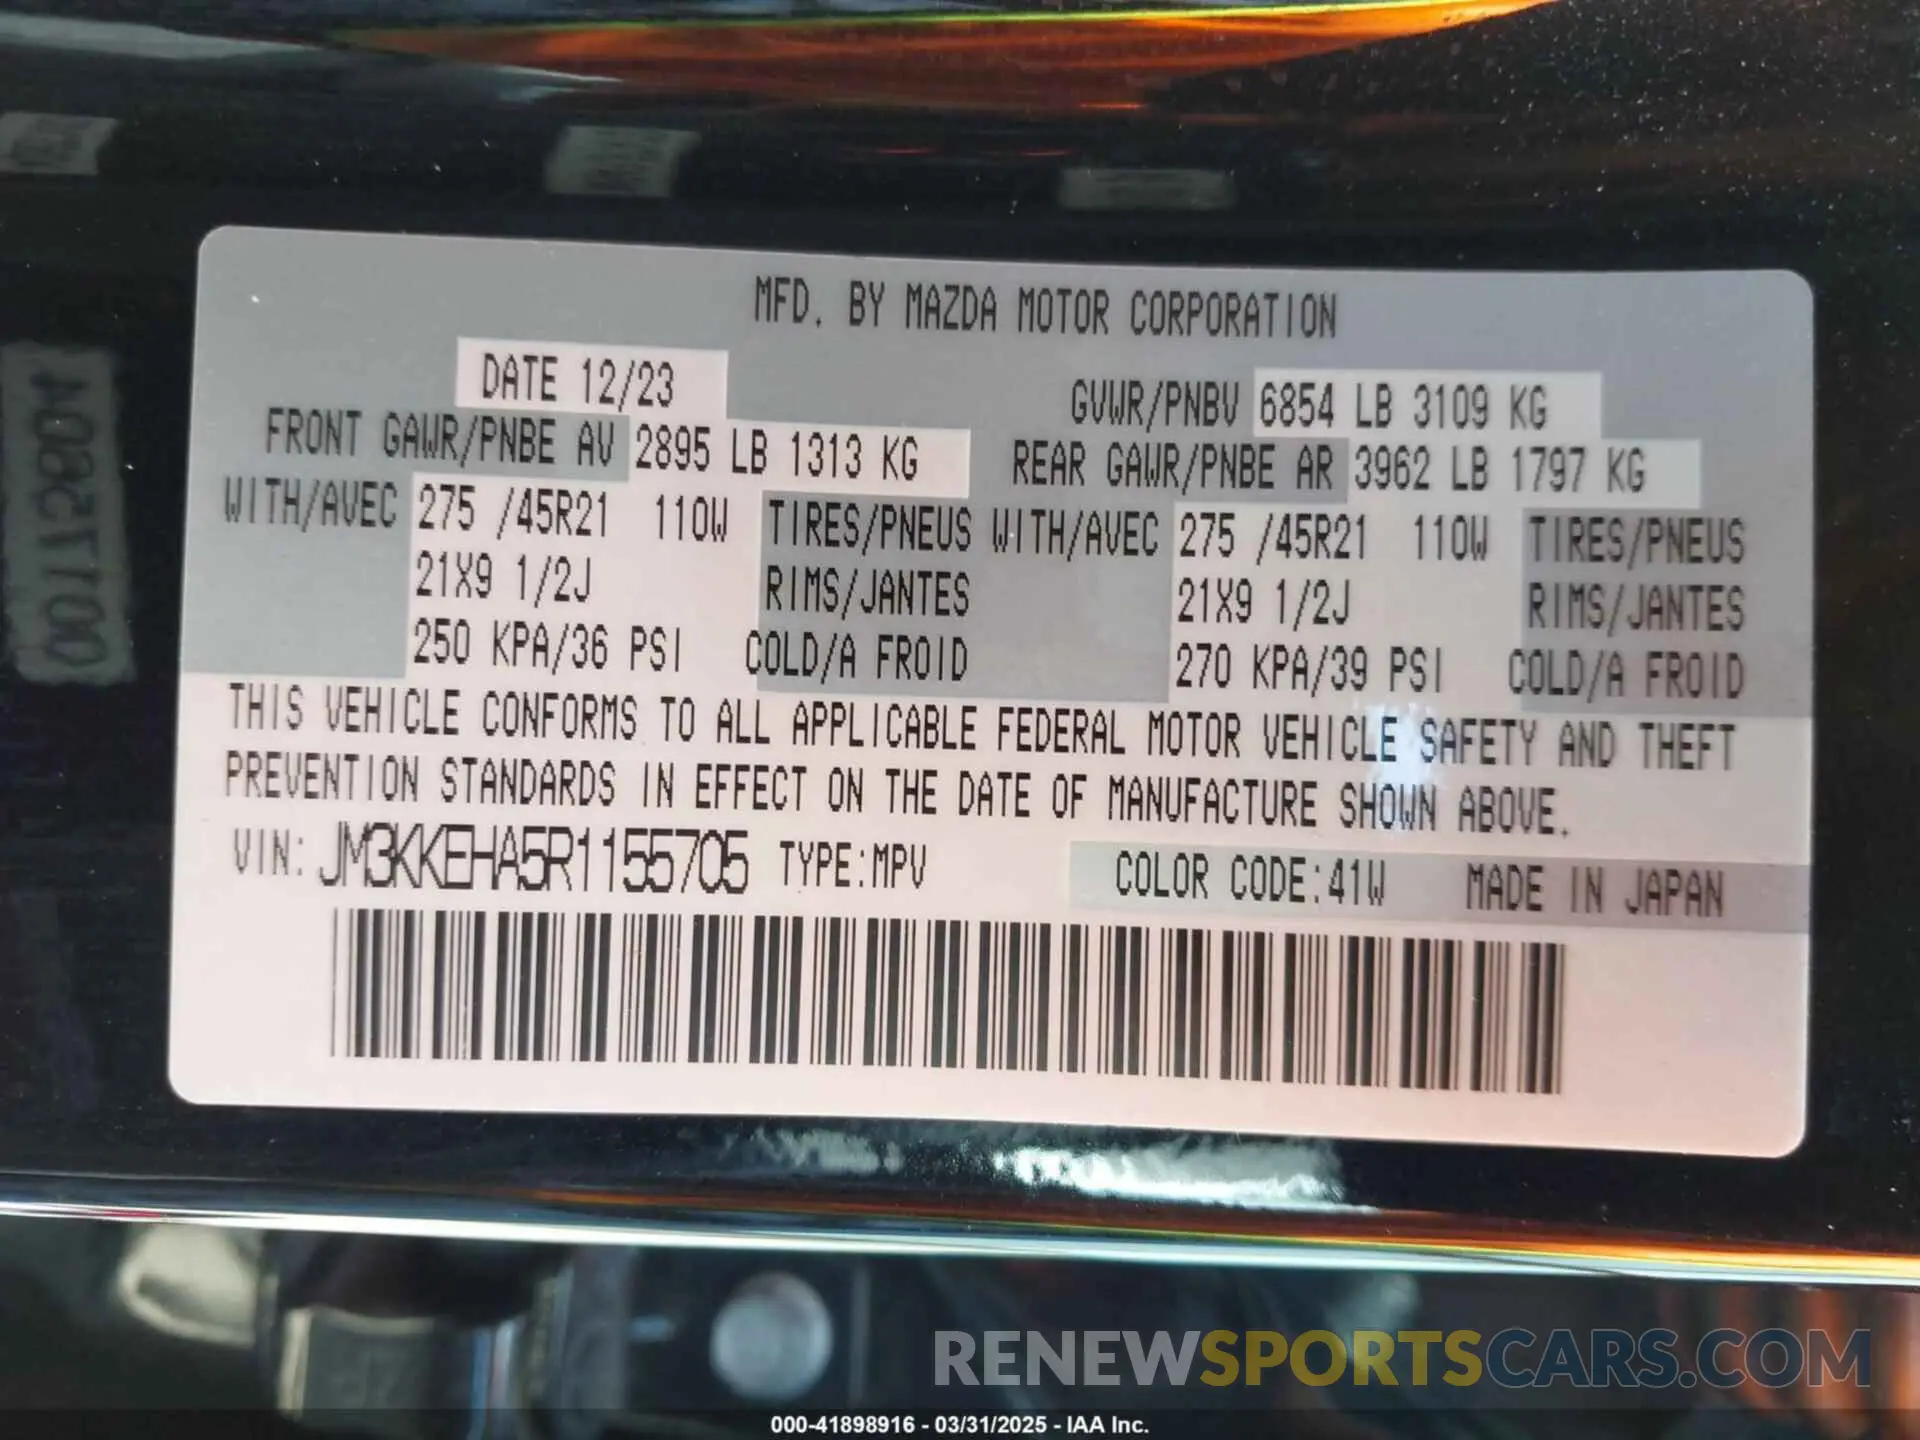 MFD. BY MAZDA MOTOR CORPORATION
DATE 12/23
GVWR/PNBV 6854 LB 3109 KG
FRONT GAWR/PNBE AV 2895 LB 1313 KG
REAR GAWR/PNBE AR 3962 LB 1797 KG
WITH/AVEC 275 /45R21 110W TIRES/PNEUS WITH/AVEC 275 /45R21 110W TIRES/PNEUS
21X9 1/2J RIMS/JANTES 21X9 1/2J RIMS/JANTES
250 KPA/36 PSI COLD/A FROID 270 KPA/39 PSI COLD/A FROID
THIS VEHICLE CONFORMS TO ALL APPLICABLE FEDERAL MOTOR VEHICLE SAFETY AND THEFT
PREVENTION STANDARDS IN EFFECT ON THE DATE OF MANUFACTURE SHOWN ABOVE.
VIN: JM3KKEHA5R1155705 TYPE:MPV COLOR CODE:41W MADE IN JAPAN
RENEWSPORTSCARS.COM
000-41898916 - 03/31/2025 - IAA Inc.